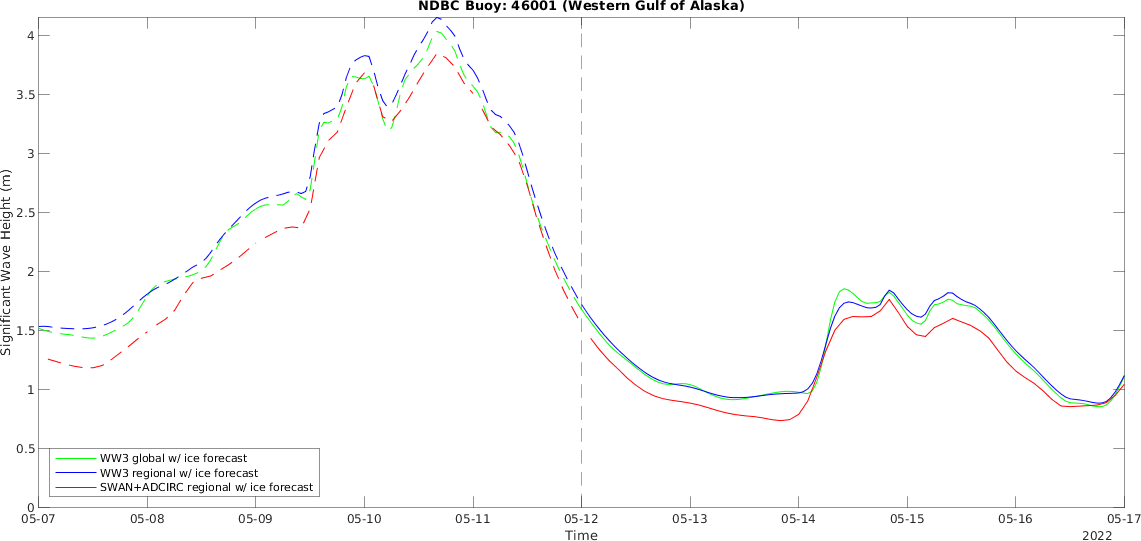 NDBC Buoy: 46001 (Western Gulf of Alaska)
Significant Wave Height (m)
4
3.5
3
2.5
2
1.5
1
0.5
0
WW3 global w/ ice forecast
WW3 regional w/ ice forecast
SWAN+ADCIRC regional w/ ice forecast
05-07 05-08 05-09 05-10 05-11 05-12 05-13 05-14 05-15 05-16 05-17
Time
2022